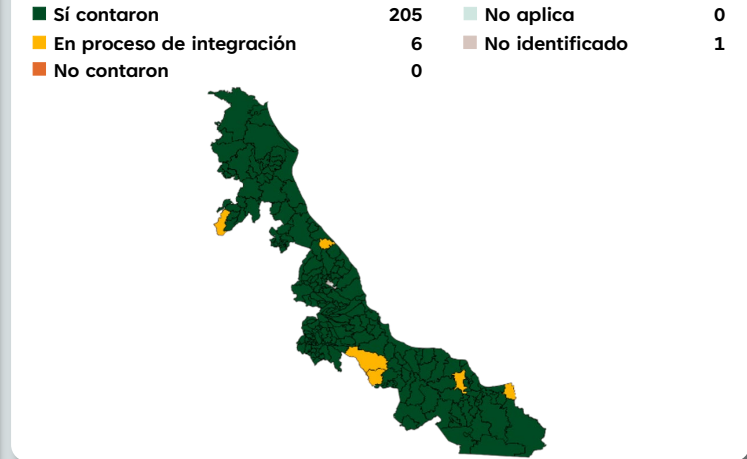 Sí contaron 205
No aplica 0
En proceso de integración 6
No identificado 1
No contaron 0